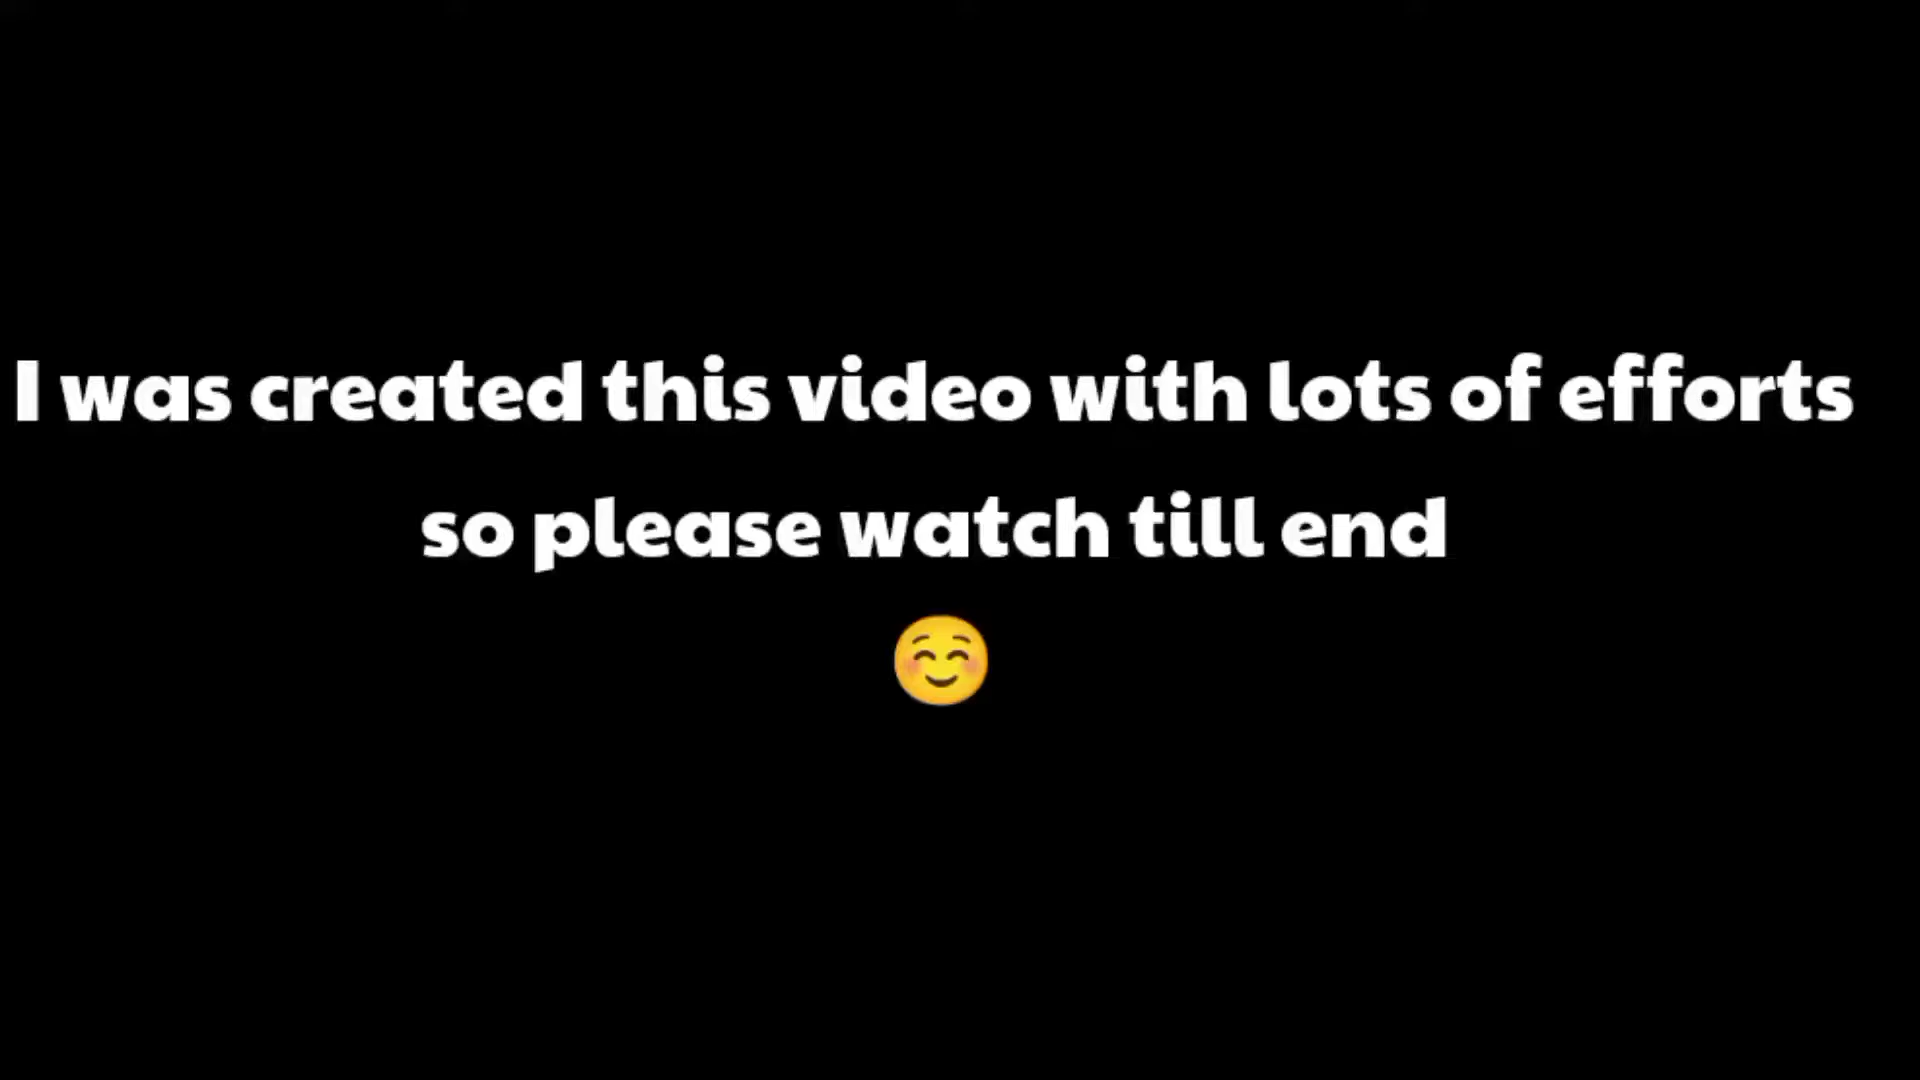 I was created this video with lots of efforts
so please watch till end
☺️